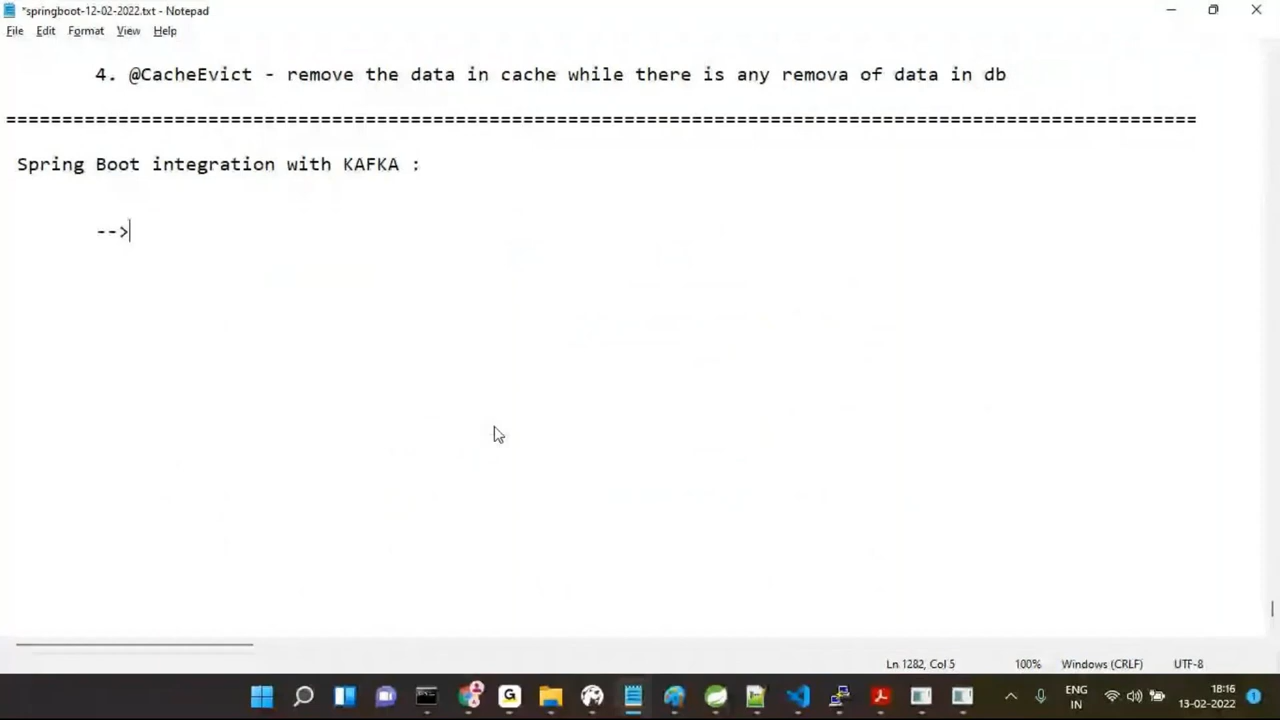 *springboot-12-02-2022.txt - Notepad
File Edit Format View Help
4. @CacheEvict - remove the data in cache while there is any remova of data in db
==========================================================================================================
Spring Boot integration with KAFKA :
-->
Ln 1282, Col 5 100% Windows (CRLF) UTF-8
ENG
IN
18:16
13-02-2022
1